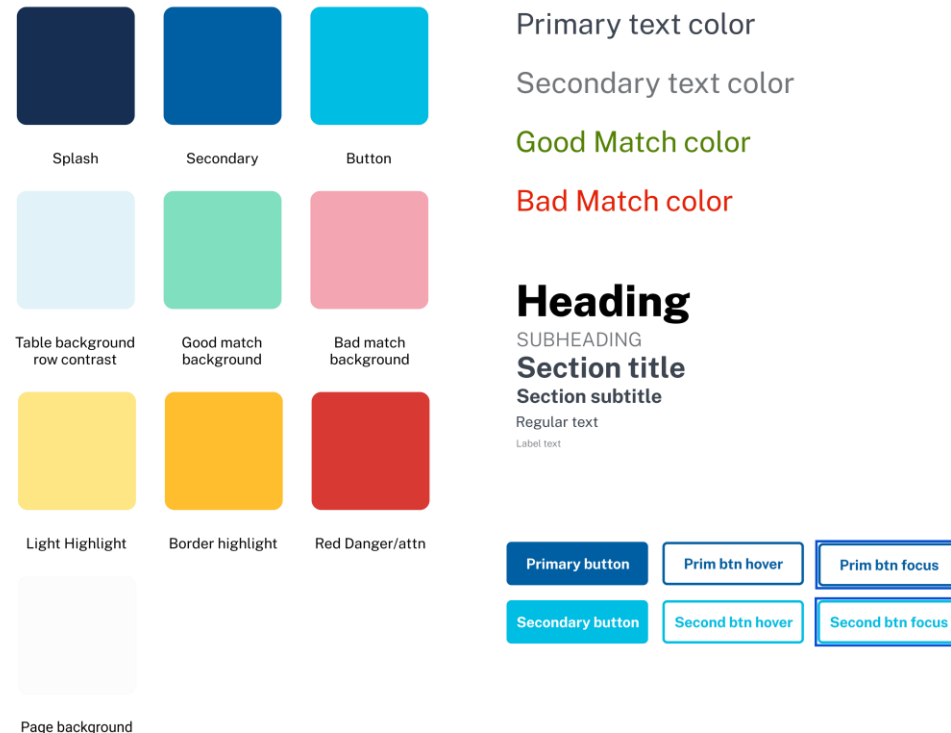 Splash
Secondary
Button
Table background
row contrast
Good match
background
Bad match
background
Light Highlight
Border highlight
Red Danger/attn
Page background
Primary text color
Secondary text color
Good Match color
Bad Match color
Heading
SUBHEADING
Section title
Section subtitle
Regular text
Label text
Primary button
Prim btn hover
Prim btn focus
Secondary button
Second btn hover
Second btn focus